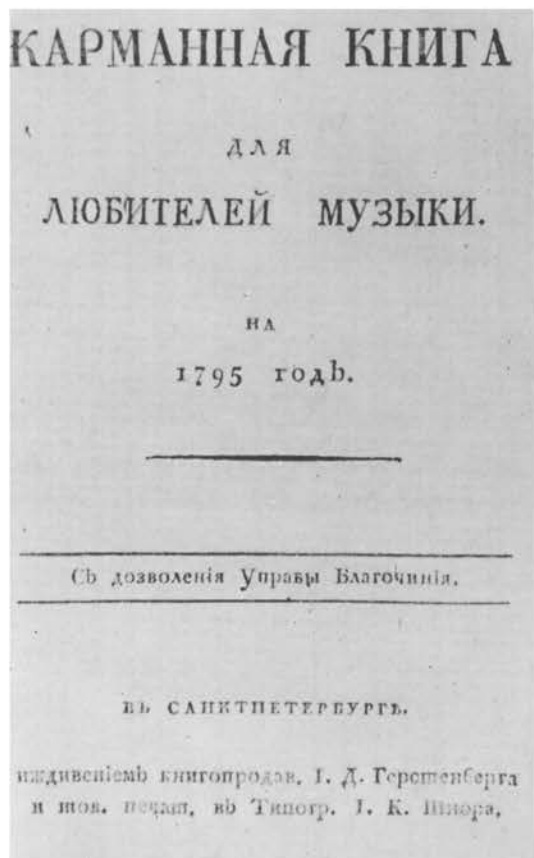 КАРМАННАЯ КНИГА
ДЛЯ
ЛЮБИТЕЛЕЙ МУЗЫКИ.
НА
1795 годъ.
Съ дозволенія Управы Благочинія.
ВЪ САНКТПЕТЕРБУРГѢ.
иждивеніемъ книгопродав. І. Д. Герстенберга
и тов. печат. въ Типогр. І. К. Шнора.